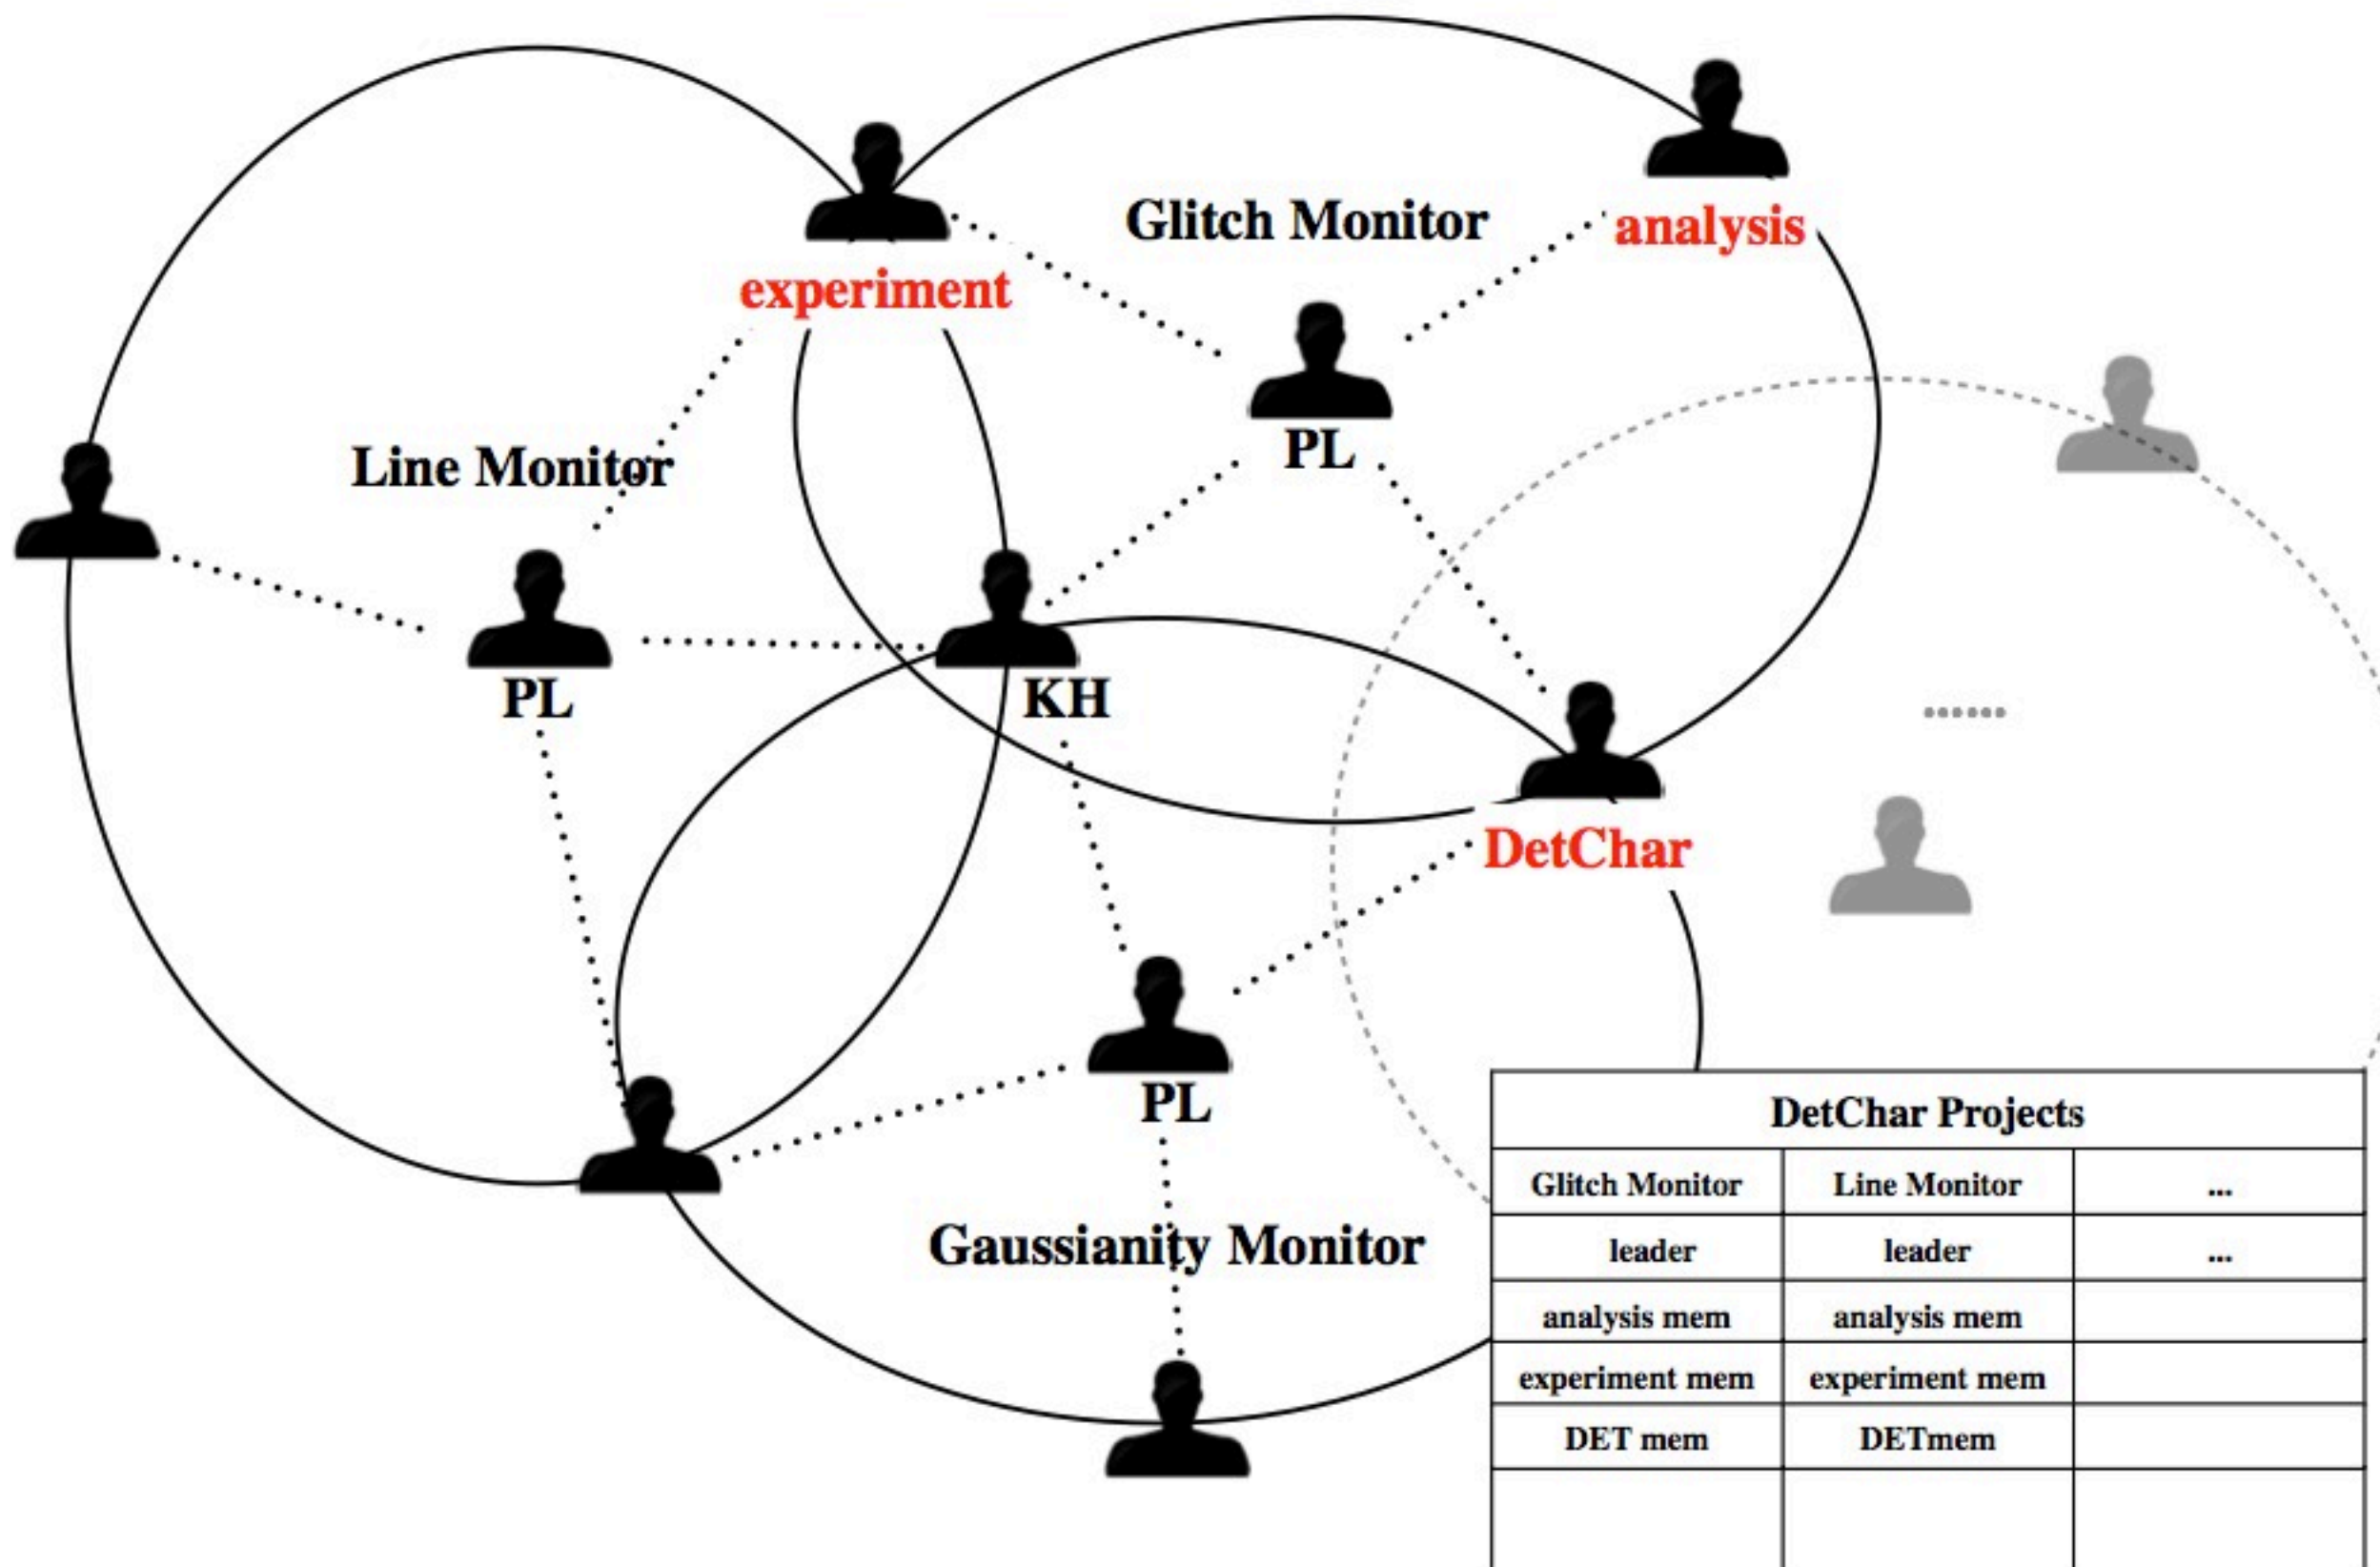 Glitch Monitor
analysis
experiment
PL
Line Monitor
PL
KH
......
DetChar
PL
Gaussianity Monitor
DetChar Projects
Glitch Monitor Line Monitor ...
leader leader ...
analysis mem analysis mem
experiment mem experiment mem
DET mem DETmem